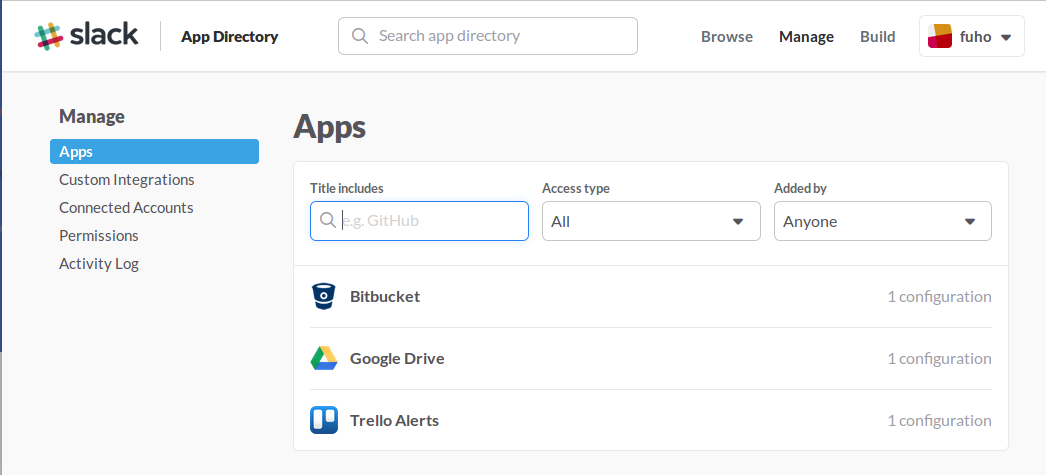 slack App Directory Search app directory Browse Manage Build fuho
Manage
Apps
Custom Integrations
Connected Accounts
Permissions
Activity Log
Apps
Title includes Access type Added by
e.g. GitHub All Anyone
Bitbucket 1 configuration
Google Drive 1 configuration
Trello Alerts 1 configuration